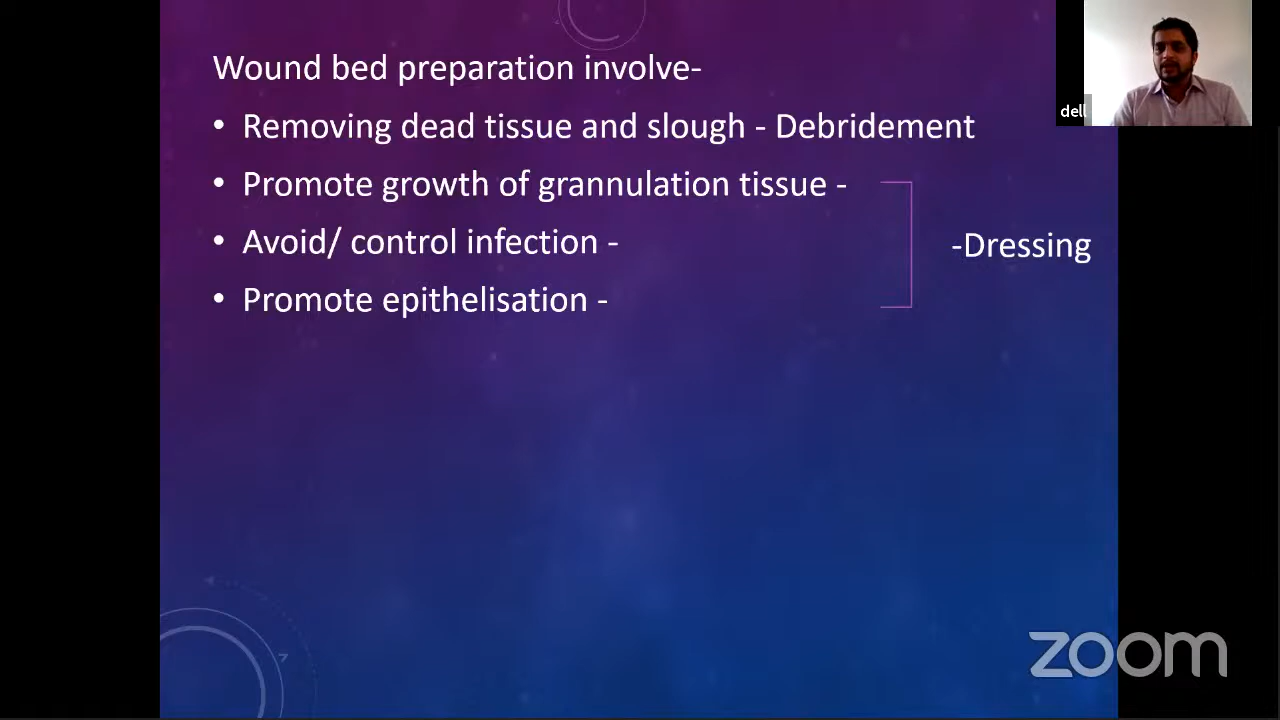 Wound bed preparation involve-
• Removing dead tissue and slough - Debridement
• Promote growth of grannulation tissue -
• Avoid/ control infection -
-Dressing
• Promote epithelisation -
dell
zoom